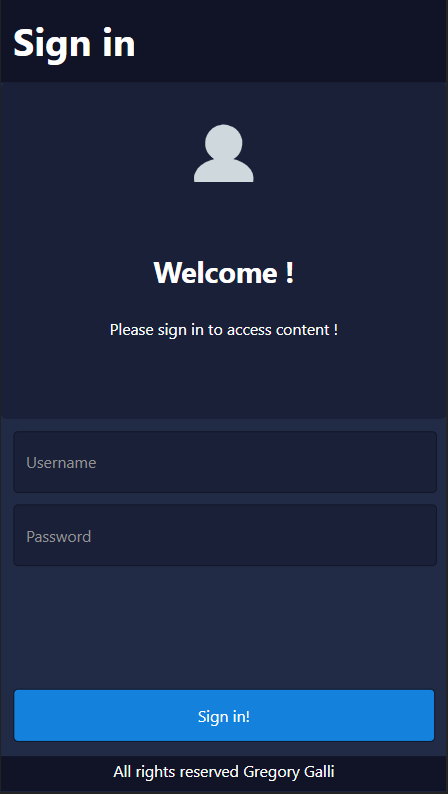 Sign in
Welcome !
Please sign in to access content !
Username
Password
Sign in!
All rights reserved Gregory Galli